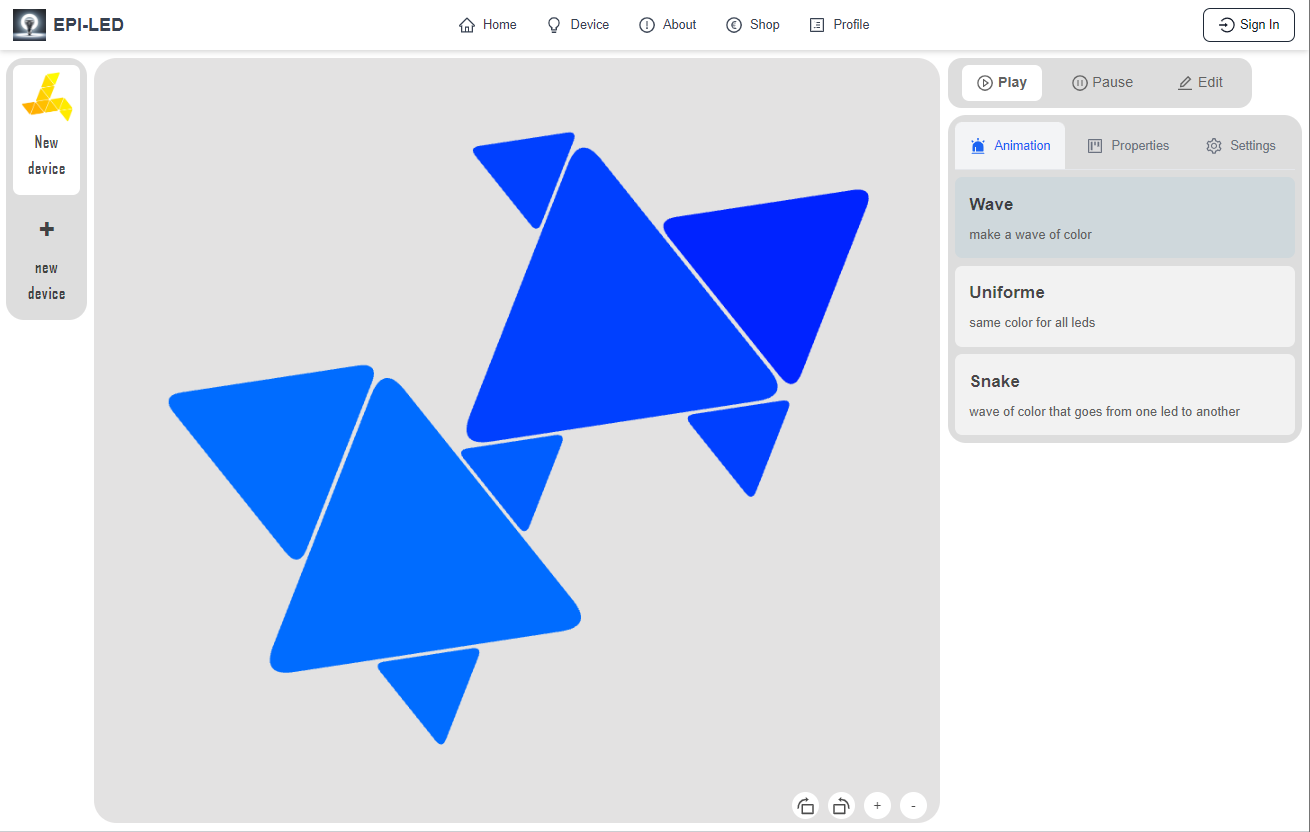 EPI-LED
Home
Device
About
Shop
Profile
Sign In
New
device
+
new
device
Play
Pause
Edit
Animation
Properties
Settings
Wave
make a wave of color
Uniforme
same color for all leds
Snake
wave of color that goes from one led to another
+
-